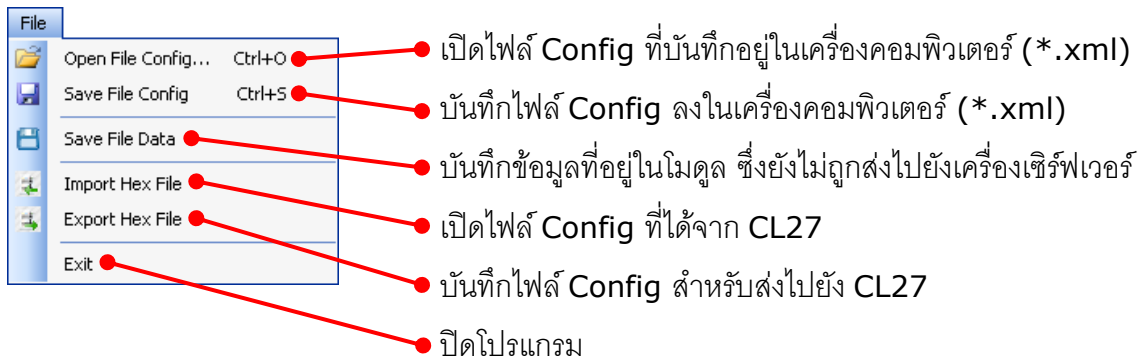 File
Open File Config... Ctrl+O
Save File Config Ctrl+S
Save File Data
Import Hex File
Export Hex File
Exit
เปิดไฟล์ Config ที่บันทึกอยู่ในเครื่องคอมพิวเตอร์ (*.xml)
บันทึกไฟล์ Config ลงในเครื่องคอมพิวเตอร์ (*.xml)
บันทึกข้อมูลที่อยู่ในโมดูล ซึ่งยังไม่ถูกส่งไปยังเครื่องเซิร์ฟเวอร์
เปิดไฟล์ Config ที่ได้จาก CL27
บันทึกไฟล์ Config สำหรับส่งไปยัง CL27
ปิดโปรแกรม